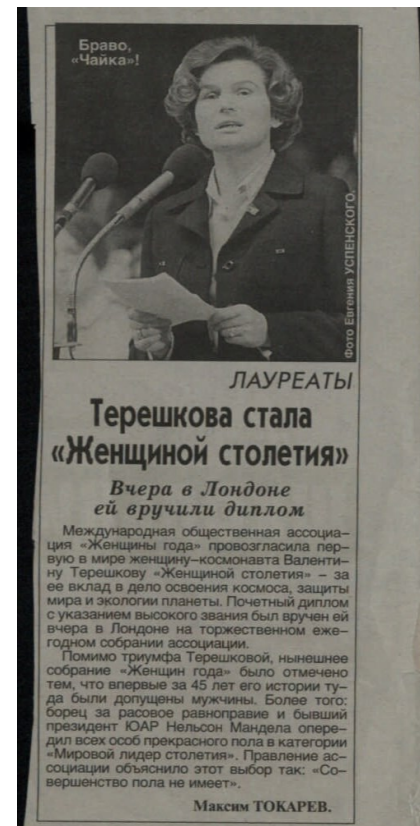 Браво,
«Чайка»!
Фото Евгения УСПЕНСКОГО.
ЛАУРЕАТЫ
Терешкова стала
«Женщиной столетия»
Вчера в Лондоне
ей вручили диплом
Международная общественная ассоциа-
ция «Женщины года» провозгласила пер-
вую в мире женщину-космонавта Валенти-
ну Терешкову «Женщиной столетия» – за
ее вклад в дело освоения космоса, защиты
мира и экологии планеты. Почетный диплом
с указанием высокого звания был вручен ей
вчера в Лондоне на торжественном еже-
годном собрании ассоциации.
Помимо триумфа Терешковой, нынешнее
собрание «Женщин года» было отмечено
тем, что впервые за 45 лет его истории ту-
да были допущены мужчины. Более того:
борец за расовое равноправие и бывший
президент ЮАР Нельсон Мандела опере-
дил всех особ прекрасного пола в категории
«Мировой лидер столетия». Правление ас-
социации объяснило этот выбор так: «Со-
вершенство пола не имеет».
Максим ТОКАРЕВ.